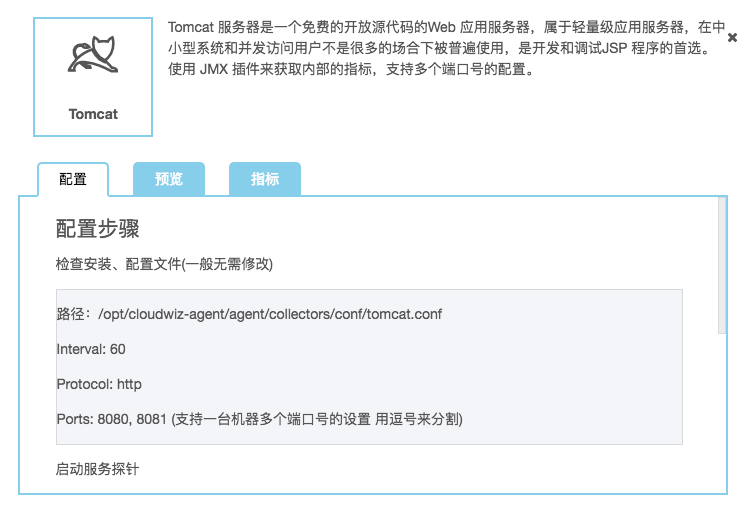 Tomcat 服务器是一个免费的开放源代码的Web 应用服务器，属于轻量级应用服务器，在中
小型系统和并发访问用户不是很多的场合下被普遍使用，是开发和调试JSP 程序的首选。
使用 JMX 插件来获取内部的指标，支持多个端口号的配置。
Tomcat
配置
预览
指标
配置步骤
检查安装、配置文件(一般无需修改)
路径：/opt/cloudwiz-agent/agent/collectors/conf/tomcat.conf
Interval: 60
Protocol: http
Ports: 8080, 8081 (支持一台机器多个端口号的设置 用逗号来分割)
启动服务探针